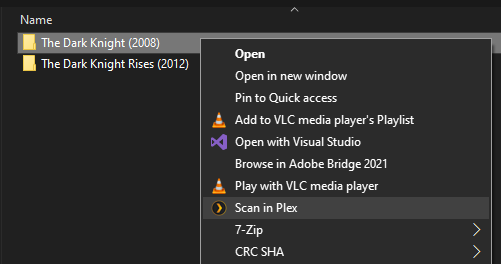 Name
The Dark Knight (2008)
The Dark Knight Rises (2012)
Open
Open in new window
Pin to Quick access
Add to VLC media player's Playlist
Open with Visual Studio
Browse in Adobe Bridge 2021
Play with VLC media player
Scan in Plex
7-Zip
CRC SHA